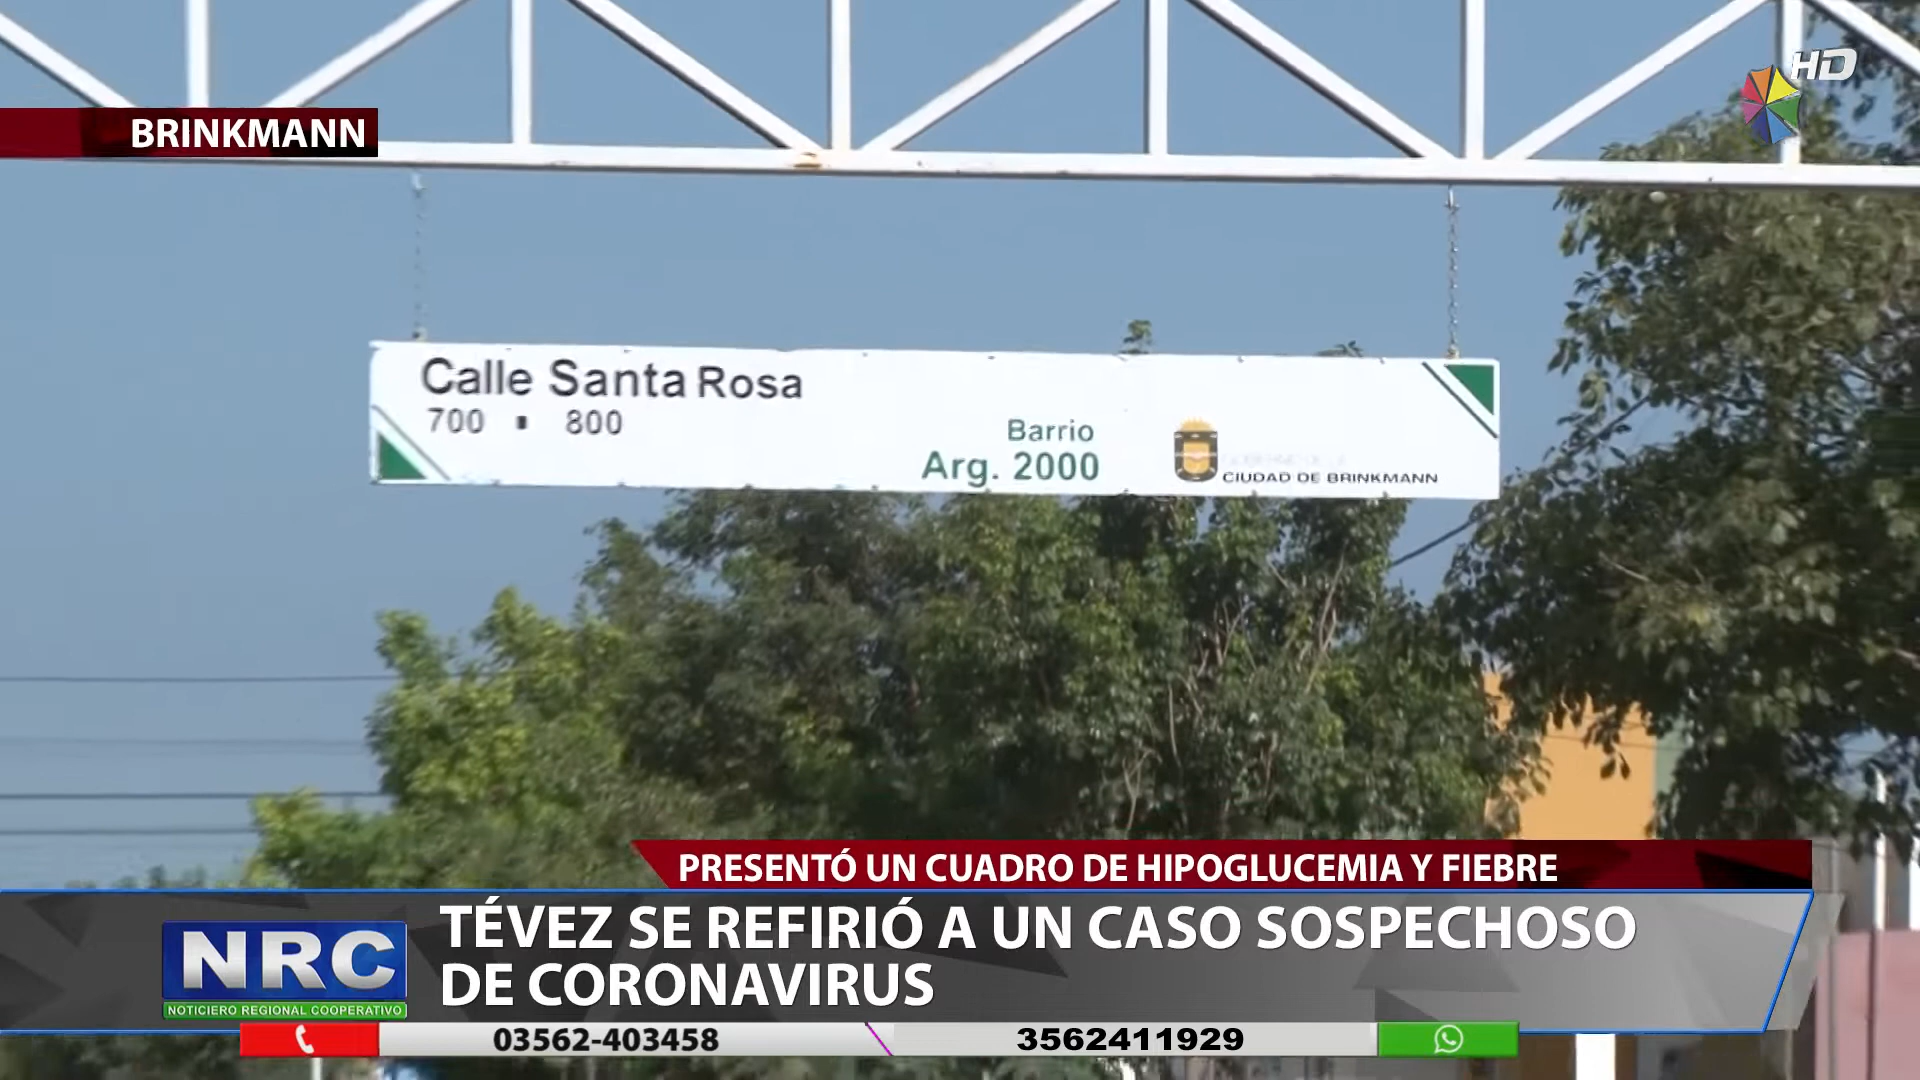 HD
BRINKMANN
Calle Santa Rosa
700 800
Barrio
Arg. 2000
CIUDAD DE BRINKMANN
PRESENTÓ UN CUADRO DE HIPOGLUCEMIA Y FIEBRE
TÉVEZ SE REFIRIÓ A UN CASO SOSPECHOSO
DE CORONAVIRUS
NRC
NOTICIERO REGIONAL COOPERATIVO
03562-403458
3562411929